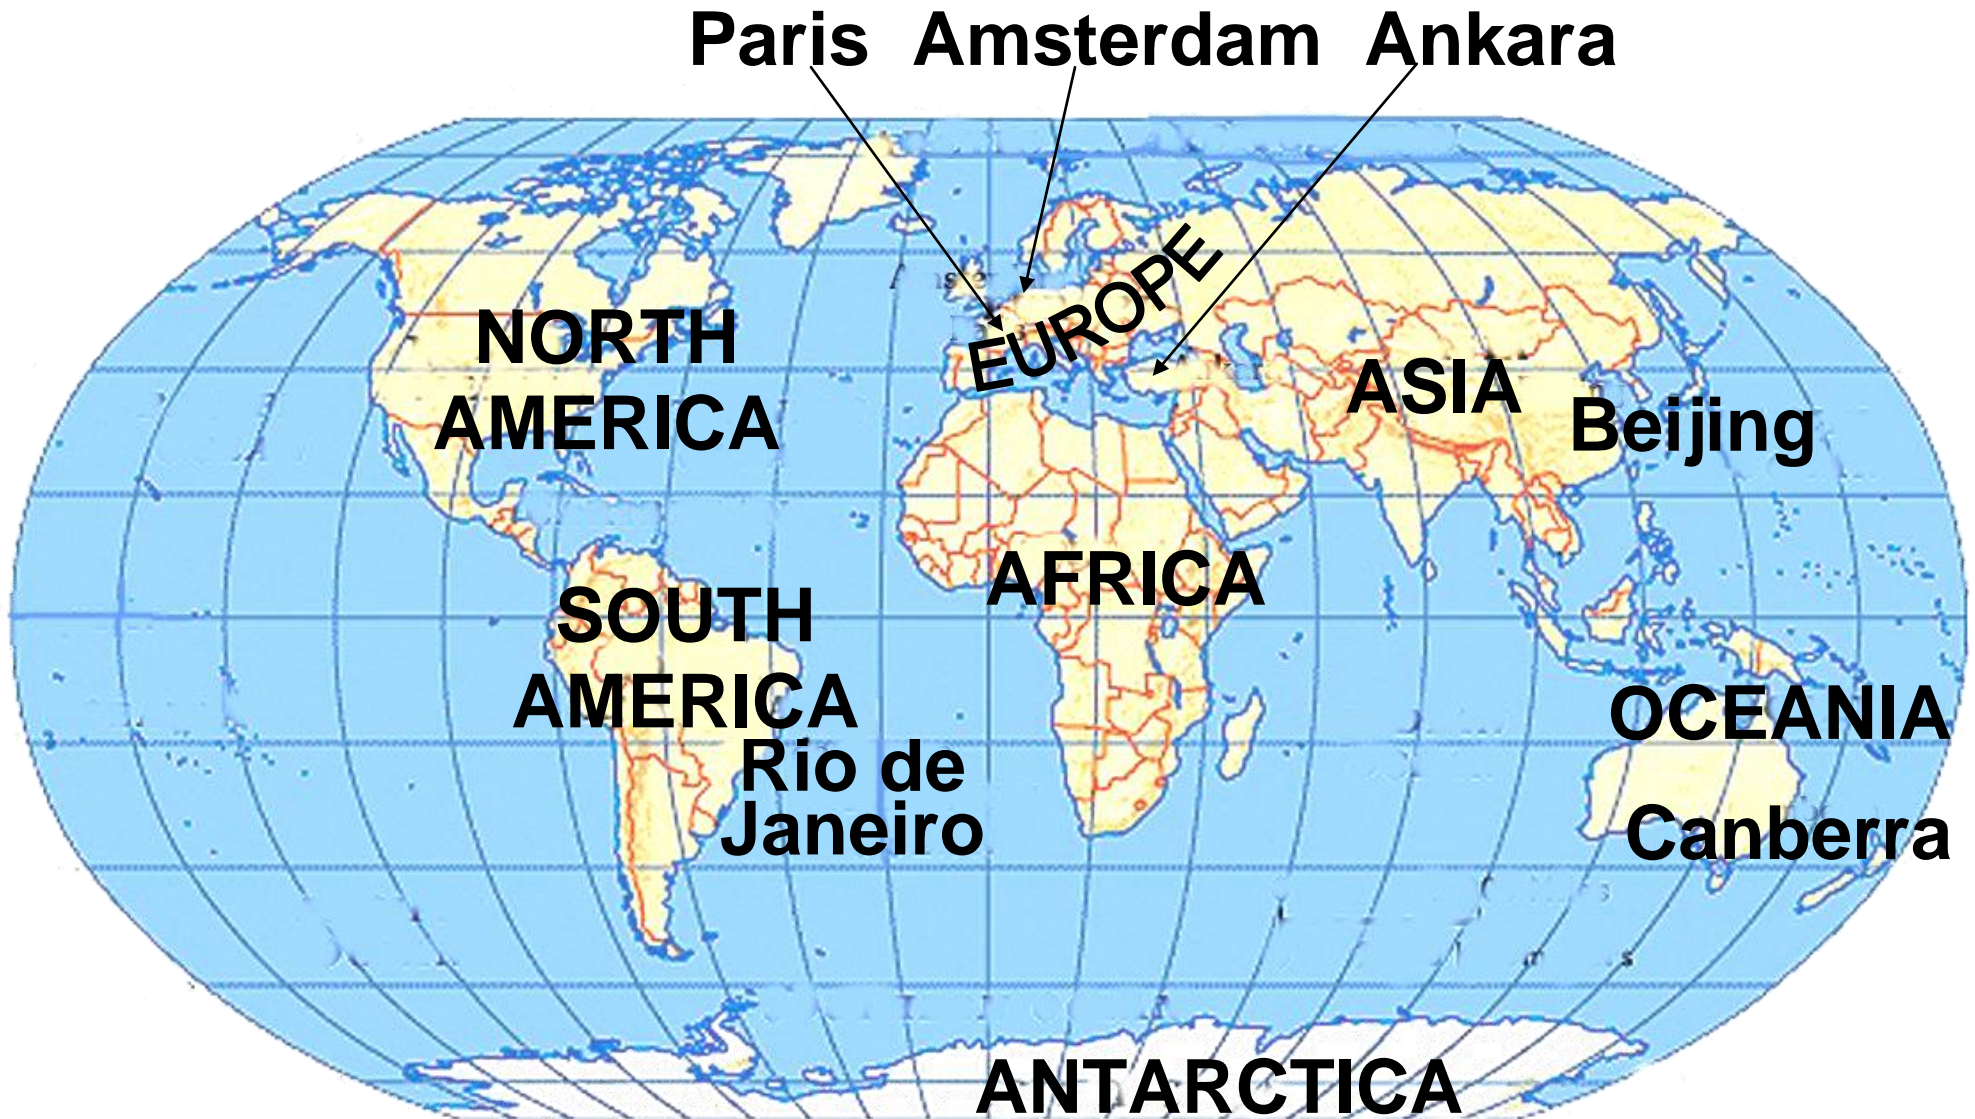 Paris Amsterdam Ankara
EUROPE
NORTH
AMERICA
ASIA
Beijing
AFRICA
SOUTH
AMERICA
OCEANIA
Rio de
Janeiro
Canberra
ANTARCTICA